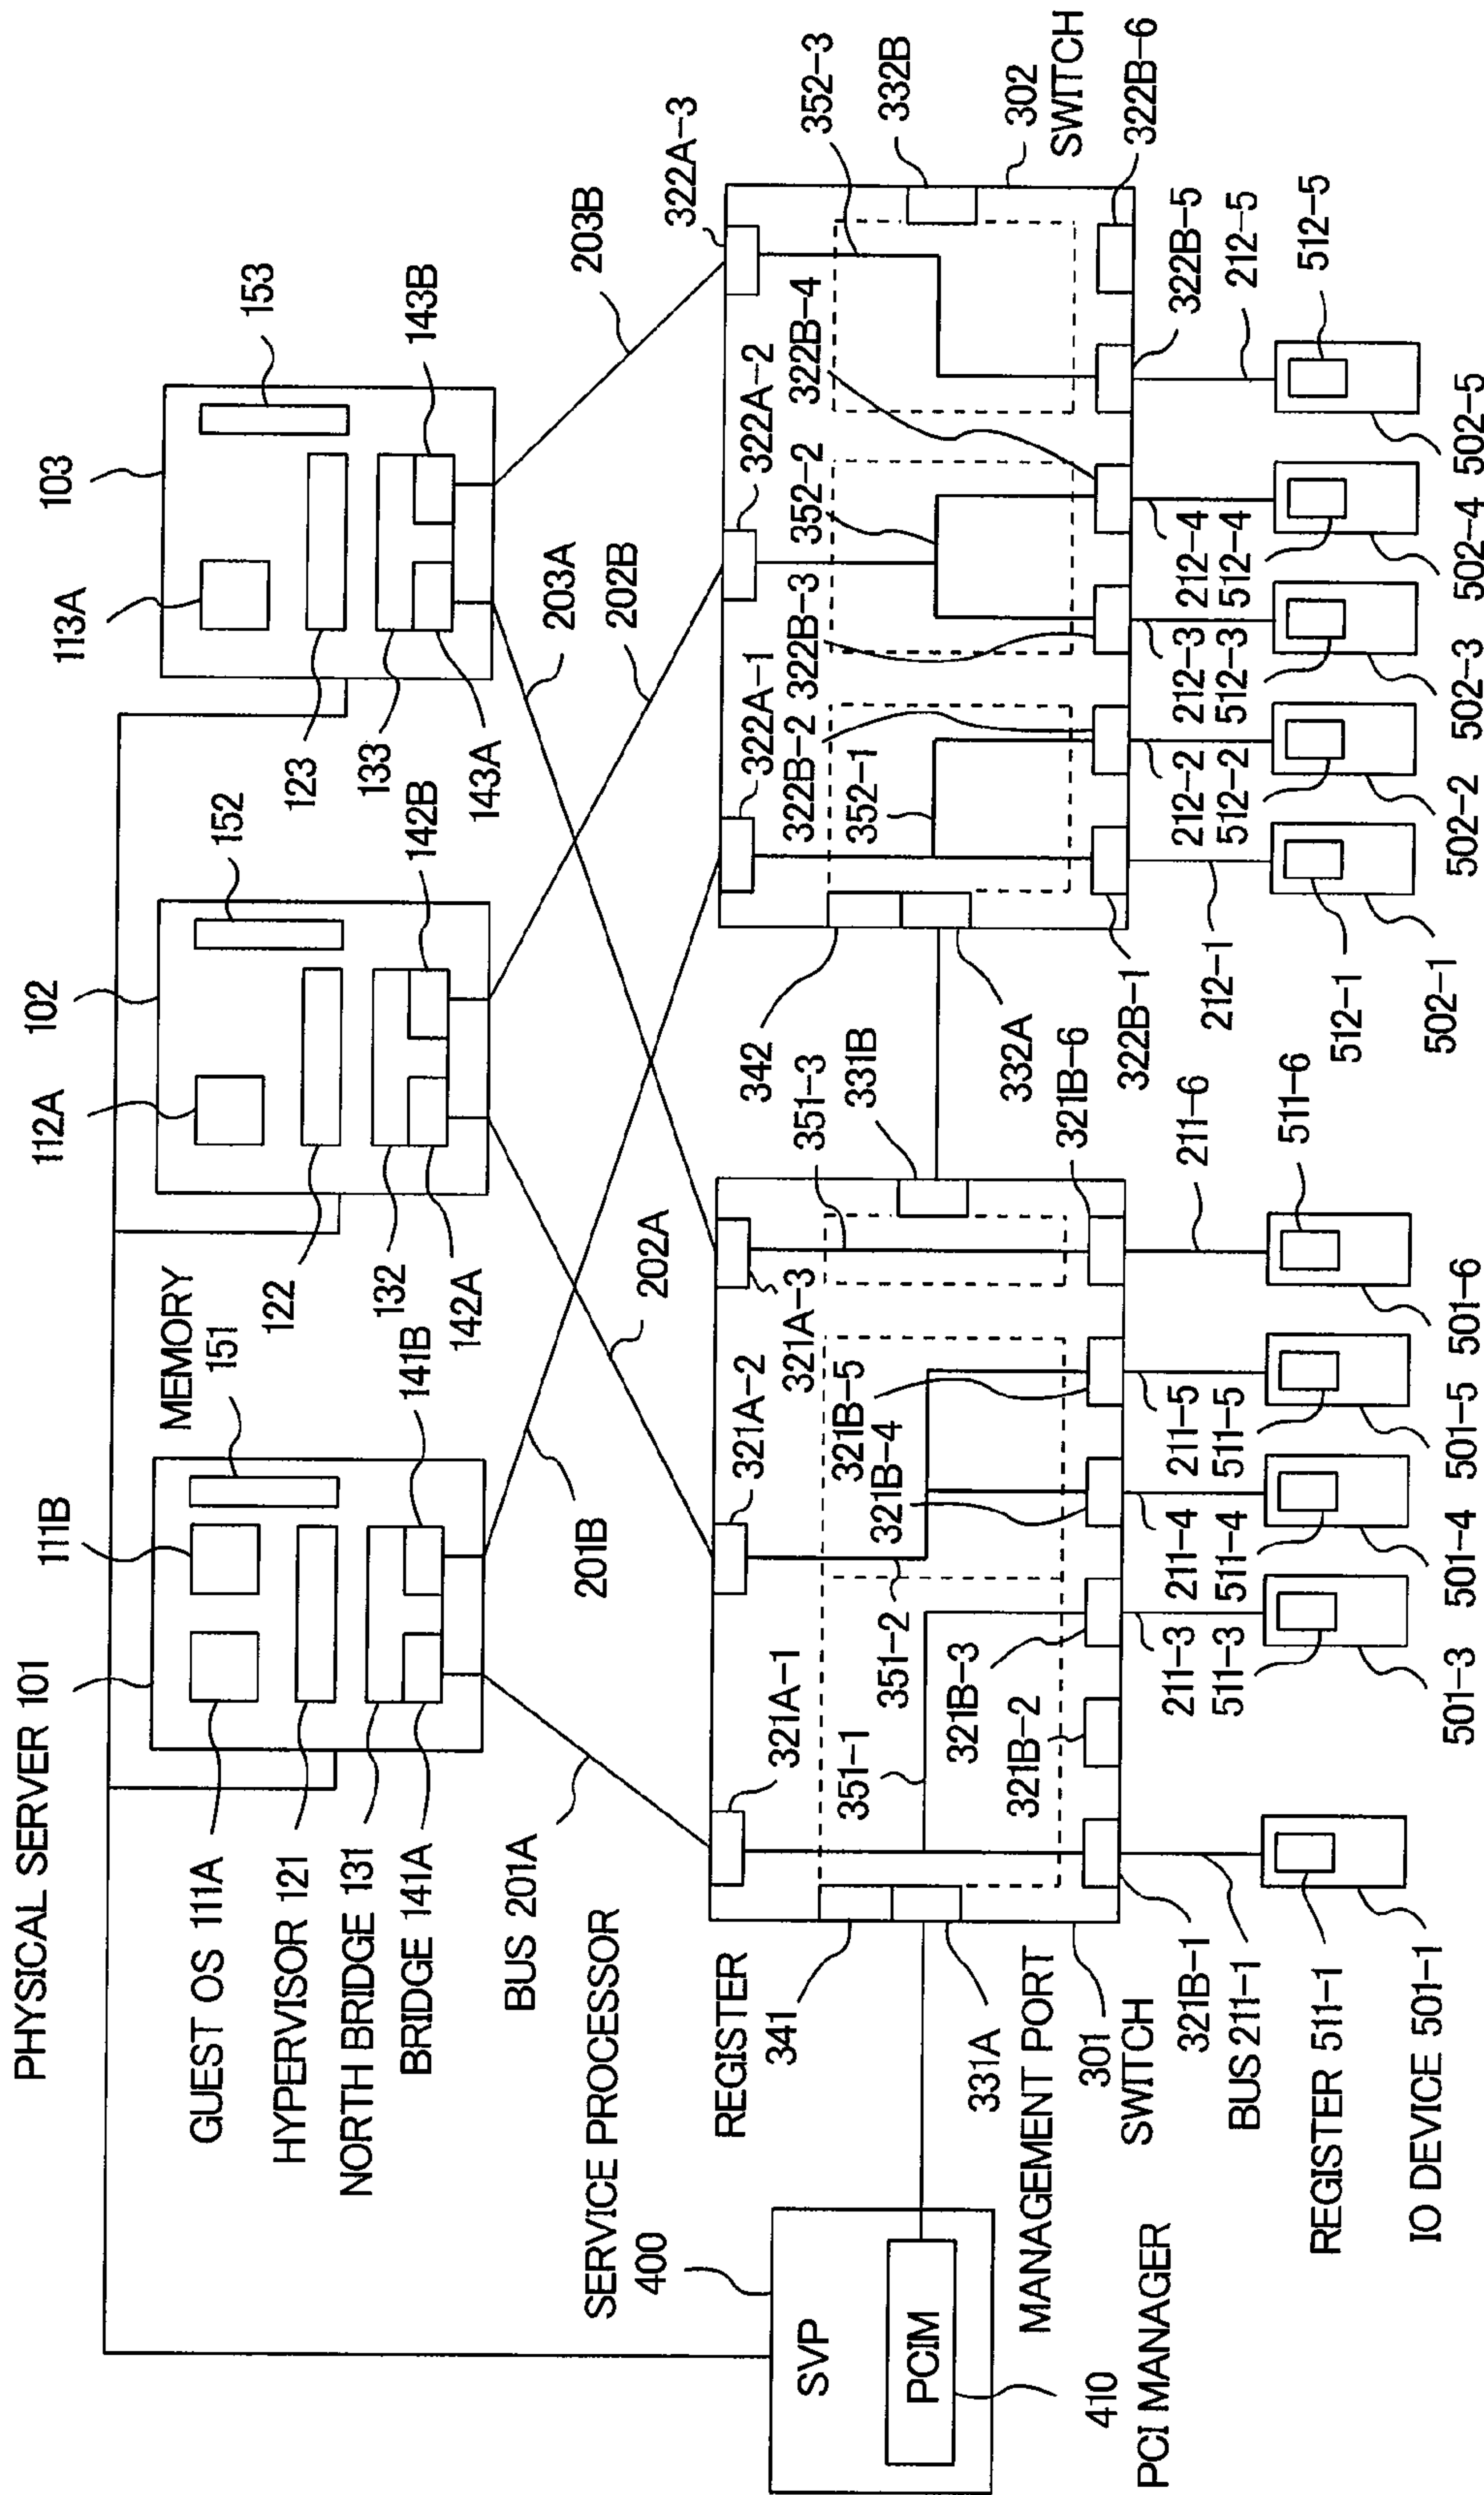 PHYSICAL SERVER 101
GUEST OS 111A
HYPERVISOR 121
NORTH BRIDGE 131
BRIDGE 141A
BUS 201A
111B
MEMORY
151
141B
201B
112A
102
152
122
132
142A
142B
202A
202B
113A
103
153
123
133
143A
143B
203A
203B
SERVICE PROCESSOR
400
SVP
PCIM
410
PCI MANAGER
REGISTER
341
331A
MANAGEMENT PORT
301
SWITCH
321A-1
321A-2
321A-3
351-1
351-2
351-3
331B
321B-1
321B-2
321B-3
321B-4
321B-5
321B-6
BUS 211-1
REGISTER 511-1
IO DEVICE 501-1
211-3
511-3
501-3
211-4
511-4
501-4
211-5
511-5
501-5
211-6
511-6
501-6
342
332A
322A-1
322A-2
322A-3
352-1
352-2
352-3
332B
302
SWITCH
322B-1
322B-2
322B-3
322B-4
322B-5
322B-6
212-1
512-1
502-1
212-2
512-2
502-2
212-3
512-3
502-3
212-4
512-4
502-4
212-5
512-5
502-5